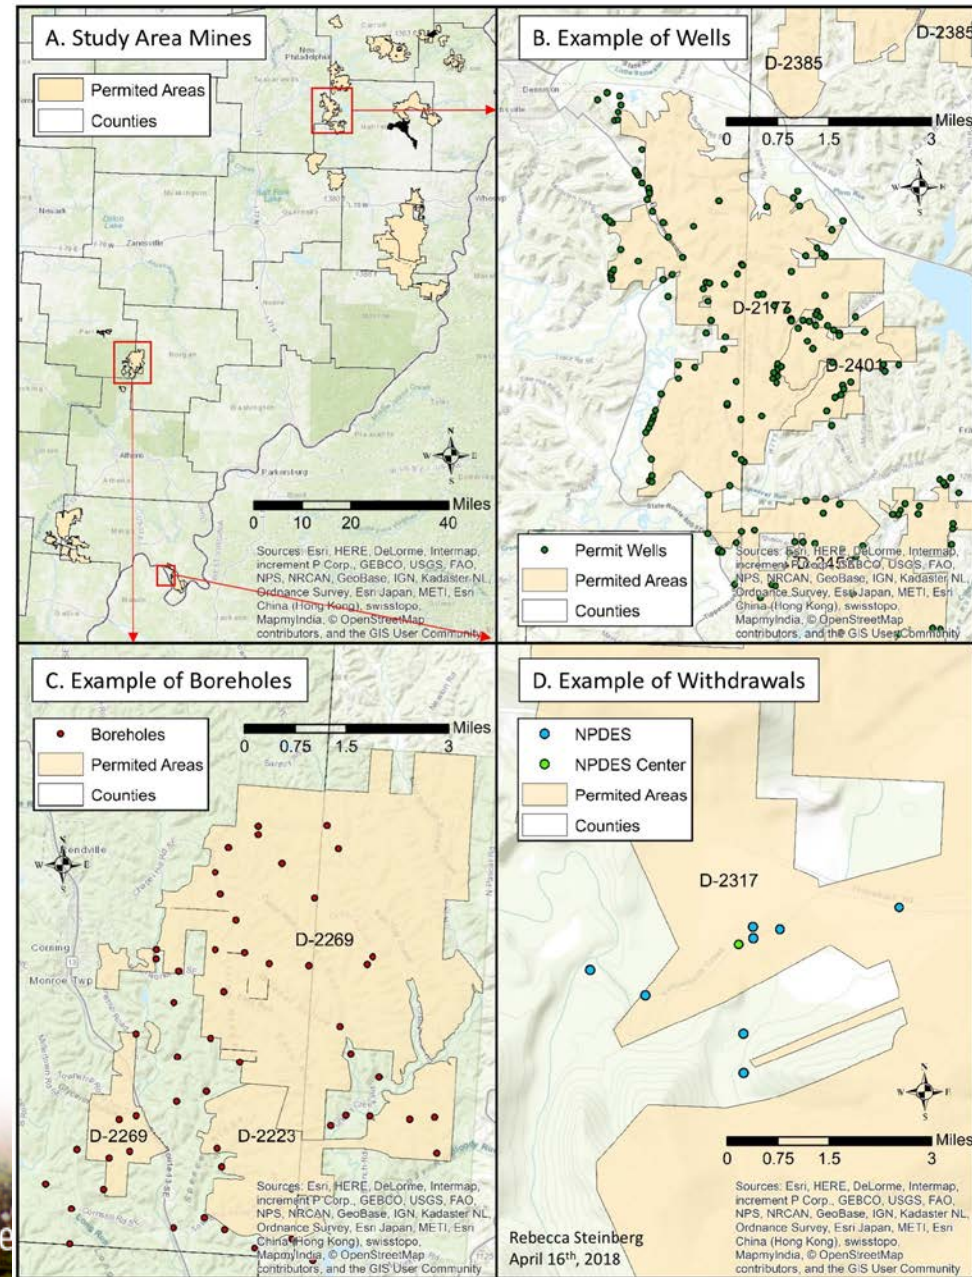 A. Study Area Mines
Permited Areas
Counties
New
Philadelphia
Carroll
Newark
Zanesville
Muskingum
Morgan
Washington
Athens
Parkersburg
Meigs
Miles
0 10 20 40
Sources: Esri, HERE, DeLorme, Intermap,
increment P Corp., GEBCO, USGS, FAO,
NPS, NRCAN, GeoBase, IGN, Kadaster NL,
Ordnance Survey, Esri Japan, METI, Esri
China (Hong Kong), swisstopo,
MapmyIndia, © OpenStreetMap
contributors, and the GIS User Community
B. Example of Wells
D-2385
D-2385
Miles
0 0.75 1.5 3
Dennison
D-2177
D-2401
Permit Wells
Permited Areas
Counties
Sources: Esri, HERE, DeLorme, Intermap,
increment P Corp., GEBCO, USGS, FAO,
NPS, NRCAN, GeoBase, IGN, Kadaster NL,
Ordnance Survey, Esri Japan, METI, Esri
China (Hong Kong), swisstopo,
MapmyIndia, © OpenStreetMap
contributors, and the GIS User Community
C. Example of Boreholes
Boreholes
Permited Areas
Counties
Miles
0 0.75 1.5 3
Corning
13
Monroe Twp
D-2269
D-2269
D-2223
Sources: Esri, HERE, DeLorme, Intermap,
increment P Corp., GEBCO, USGS, FAO,
NPS, NRCAN, GeoBase, IGN, Kadaster NL,
Ordnance Survey, Esri Japan, METI, Esri
China (Hong Kong), swisstopo,
MapmyIndia, © OpenStreetMap
contributors, and the GIS User Community
D. Example of Withdrawals
NPDES
NPDES Center
Permited Areas
Counties
D-2317
Miles
0 0.75 1.5 3
Sources: Esri, HERE, DeLorme, Intermap,
increment P Corp., GEBCO, USGS, FAO,
NPS, NRCAN, GeoBase, IGN, Kadaster NL,
Ordnance Survey, Esri Japan, METI, Esri
China (Hong Kong), swisstopo,
MapmyIndia, © OpenStreetMap
contributors, and the GIS User Community
Rebecca Steinberg
April 16th, 2018